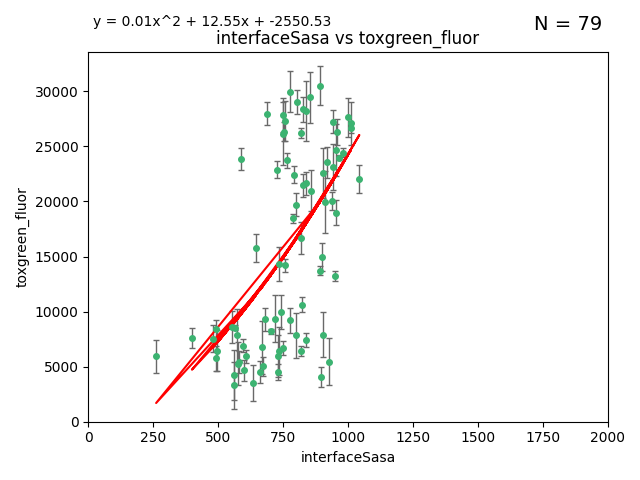 y = 0.01x^2 + 12.55x + -2550.53
N = 79
interfaceSasa vs toxgreen_fluor
toxgreen_fluor
30000
25000
20000
15000
10000
5000
0
0 250 500 750 1000 1250 1500 1750 2000
interfaceSasa